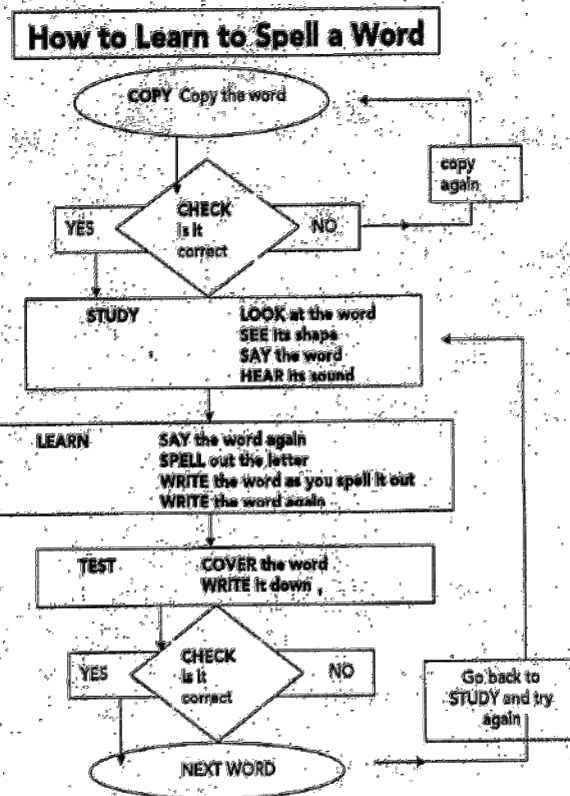 How to Learn to Spell a Word
COPY Copy the word
copy
again
CHECK
is it
correct
YES
NO
STUDY
LOOK at the word
SEE its shape
SAY the word
HEAR its sound
LEARN
SAY the word again
SPELL out the letter
WRITE the word as you spell it out
WRITE the word again
TEST
COVER the word
WRITE it down
CHECK
is it
correct
YES
NO
Go back to
STUDY and try
again
NEXT WORD